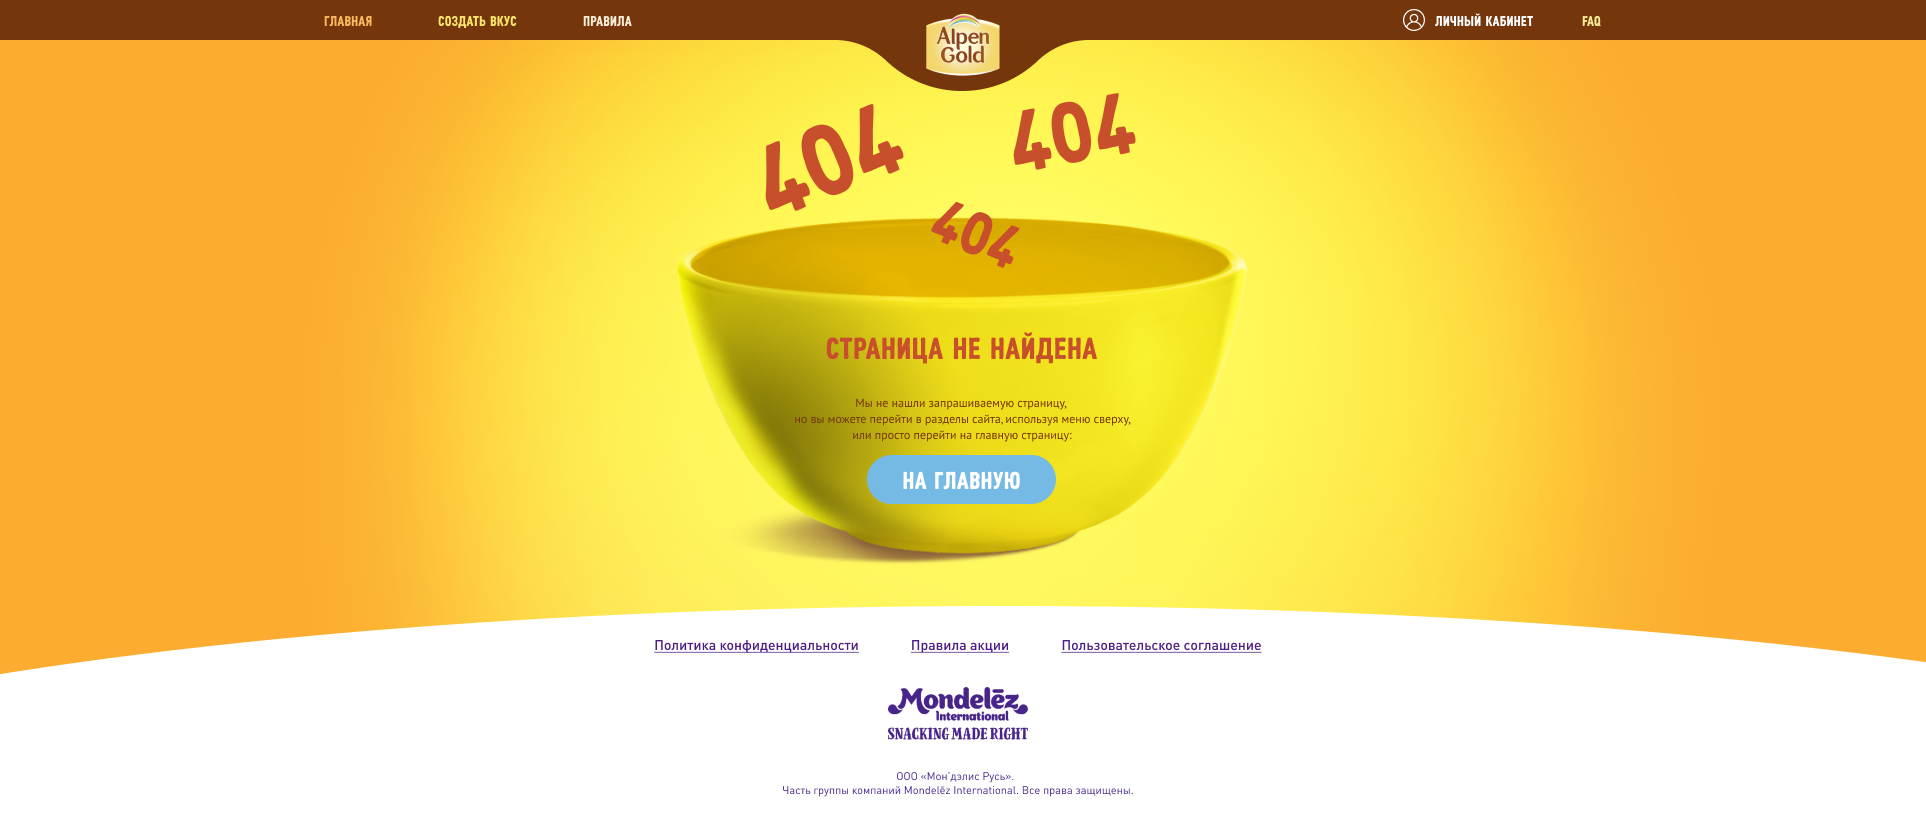 ГЛАВНАЯ
СОЗДАТЬ ВКУС
ПРАВИЛА
Alpen
Gold
ЛИЧНЫЙ КАБИНЕТ
FAQ
404
404
404
СТРАНИЦА НЕ НАЙДЕНА
Мы не нашли запрашиваемую страницу,
но вы можете перейти в разделы сайта, используя меню сверху,
или просто перейти на главную страницу:
НА ГЛАВНУЮ
Политика конфиденциальности
Правила акции
Пользовательское соглашение
Mondelēz
International
SNACKING MADE RIGHT
ООО «Мон'дэлис Русь».
Часть группы компаний Mondelēz International. Все права защищены.